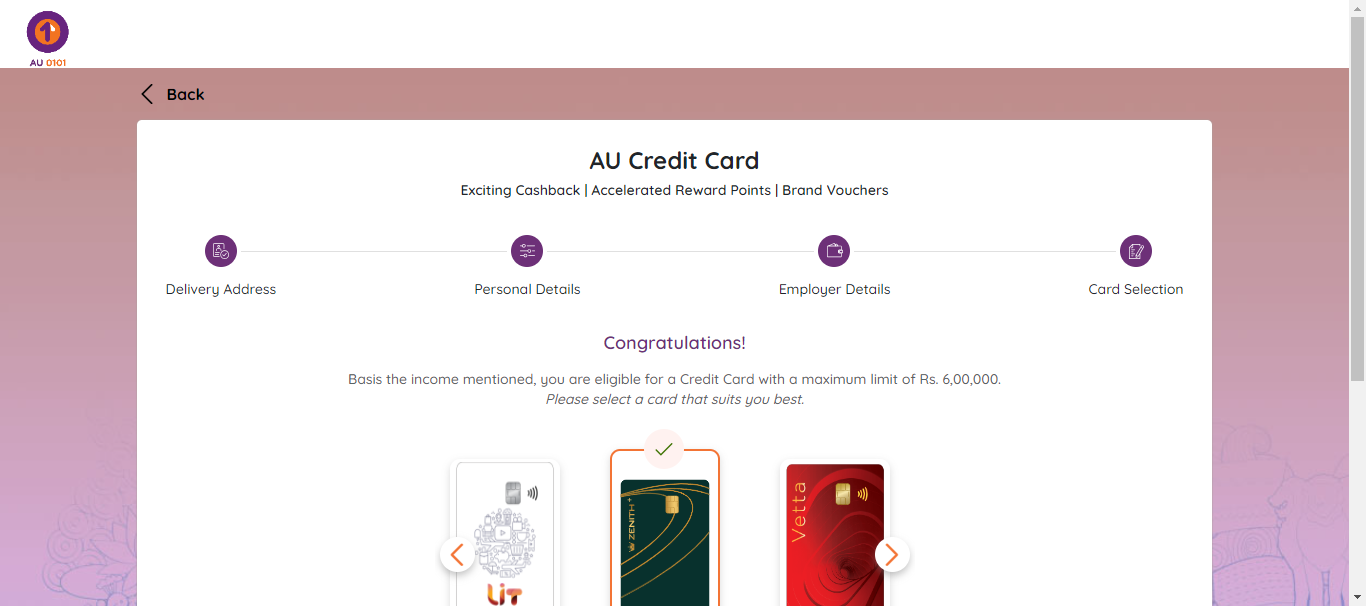 AU 0101
Back
AU Credit Card
Exciting Cashback | Accelerated Reward Points | Brand Vouchers
Delivery Address
Personal Details
Employer Details
Card Selection
Congratulations!
Basis the income mentioned, you are eligible for a Credit Card with a maximum limit of Rs. 6,00,000.
Please select a card that suits you best.
LiT
ZENITH+
Vetta